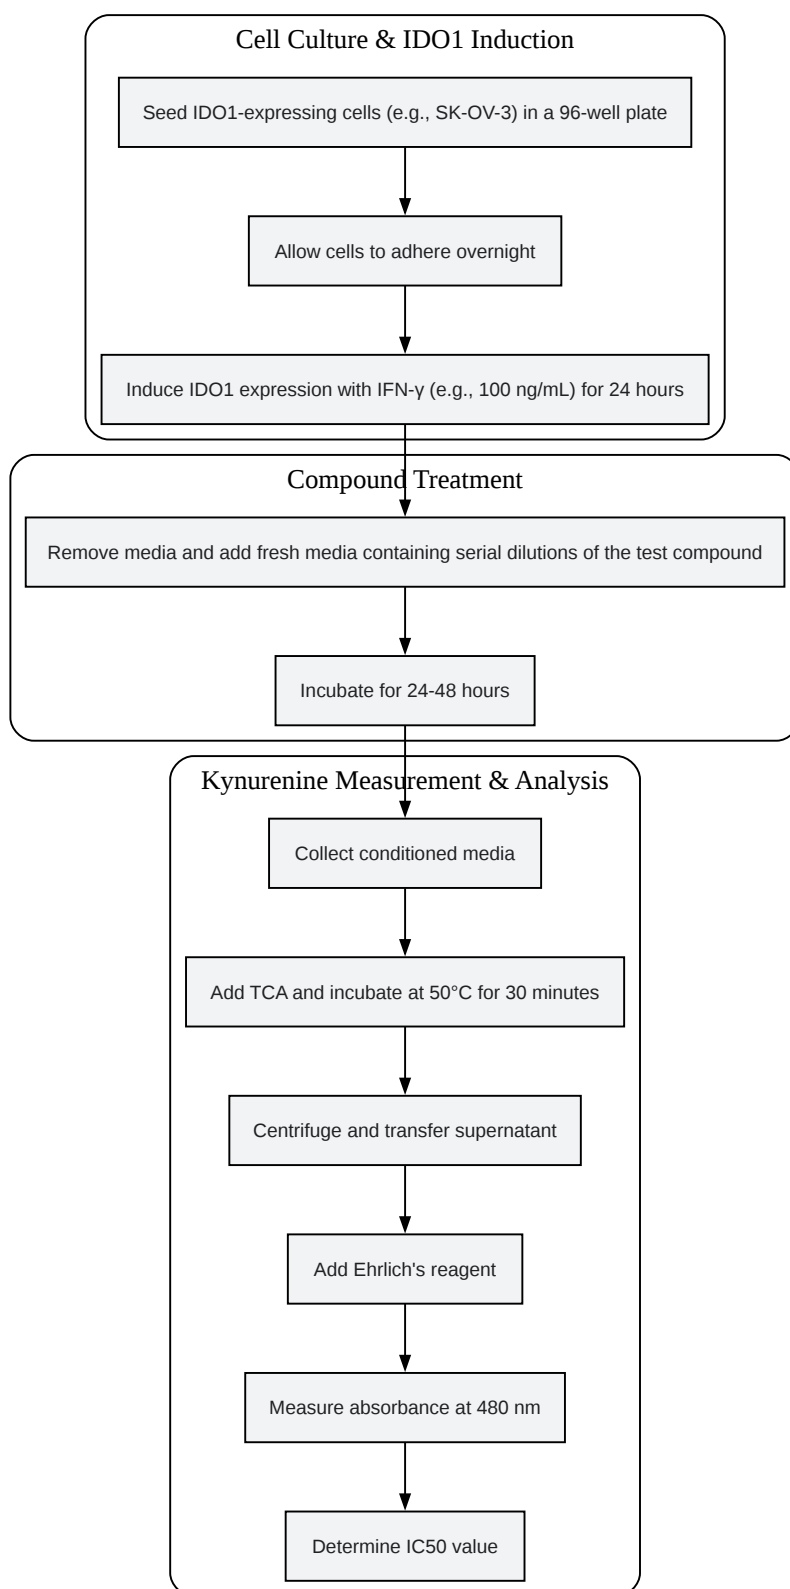 Cell Culture & IDO1 Induction
Seed IDO1-expressing cells (e.g., SK-OV-3) in a 96-well plate
Allow cells to adhere overnight
Induce IDO1 expression with IFN-γ (e.g., 100 ng/mL) for 24 hours
Compound Treatment
Remove media and add fresh media containing serial dilutions of the test compound
Incubate for 24-48 hours
Kynurenine Measurement & Analysis
Collect conditioned media
Add TCA and incubate at 50°C for 30 minutes
Centrifuge and transfer supernatant
Add Ehrlich's reagent
Measure absorbance at 480 nm
Determine IC50 value